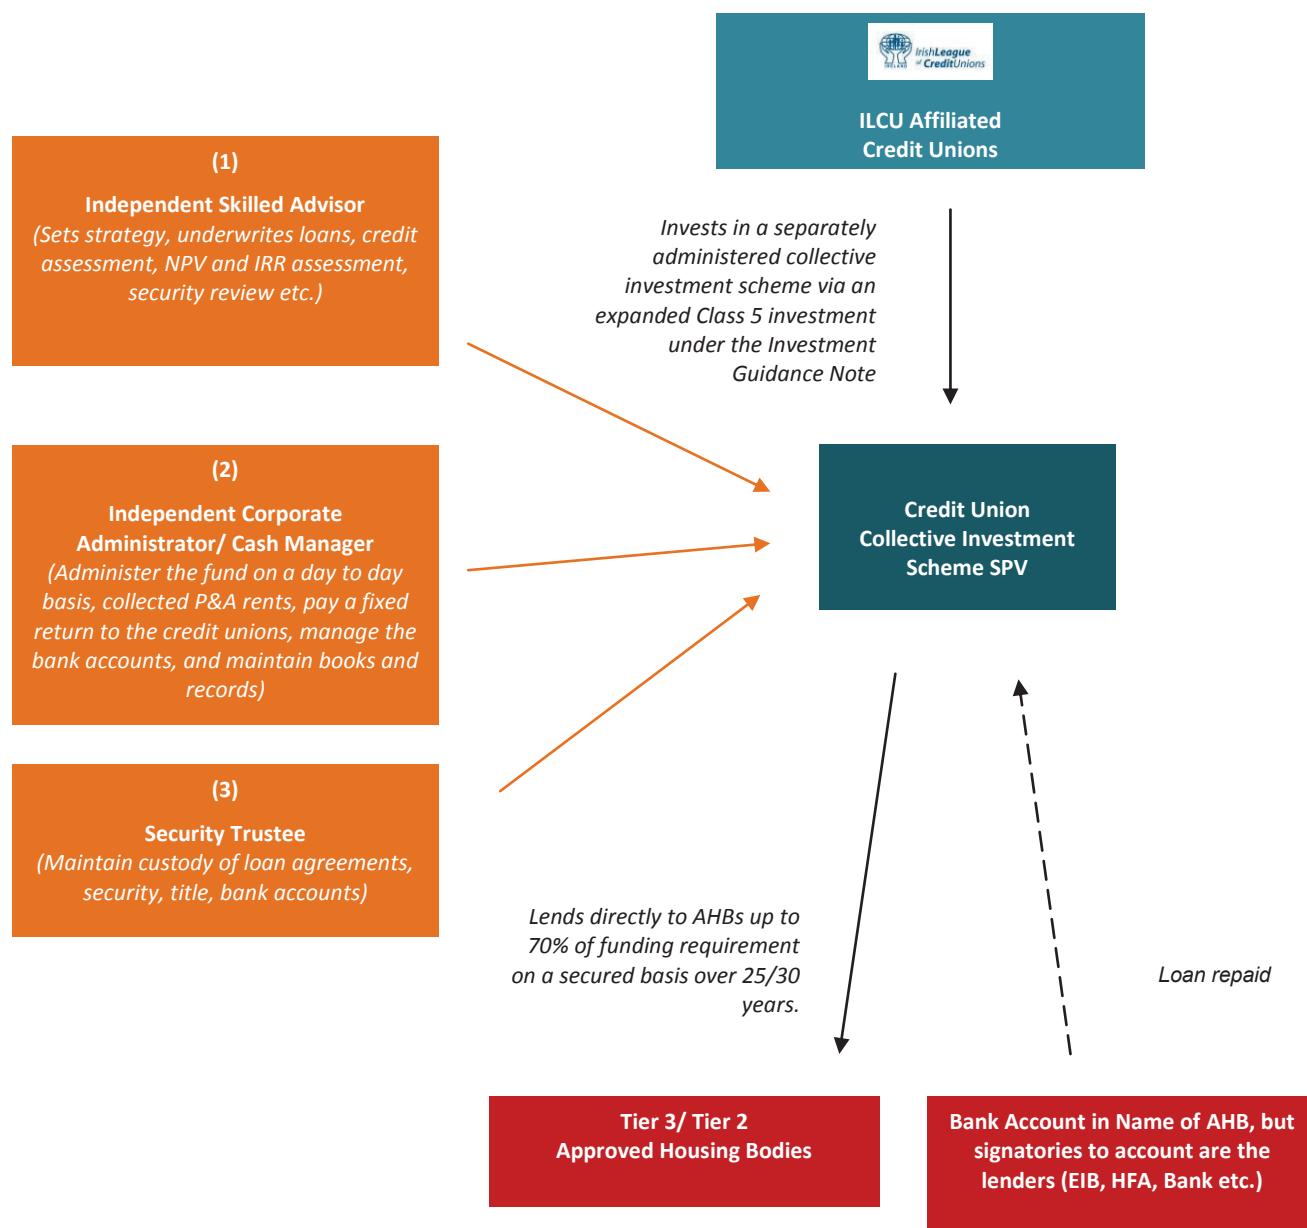 IrishLeague
of CreditUnions
IRELAND
ILCU Affiliated
Credit Unions
(1)
Independent Skilled Advisor
(Sets strategy, underwrites loans, credit
assessment, NPV and IRR assessment,
security review etc.)
Invests in a separately
administered collective
investment scheme via an
expanded Class 5 investment
under the Investment
Guidance Note
(2)
Independent Corporate
Administrator/ Cash Manager
(Administer the fund on a day to day
basis, collected P&A rents, pay a fixed
return to the credit unions, manage the
bank accounts, and maintain books and
records)
Credit Union
Collective Investment
Scheme SPV
(3)
Security Trustee
(Maintain custody of loan agreements,
security, title, bank accounts)
Lends directly to AHBs up to
70% of funding requirement
on a secured basis over 25/30
years.
Loan repaid
Tier 3/ Tier 2
Approved Housing Bodies
Bank Account in Name of AHB, but
signatories to account are the
lenders (EIB, HFA, Bank etc.)